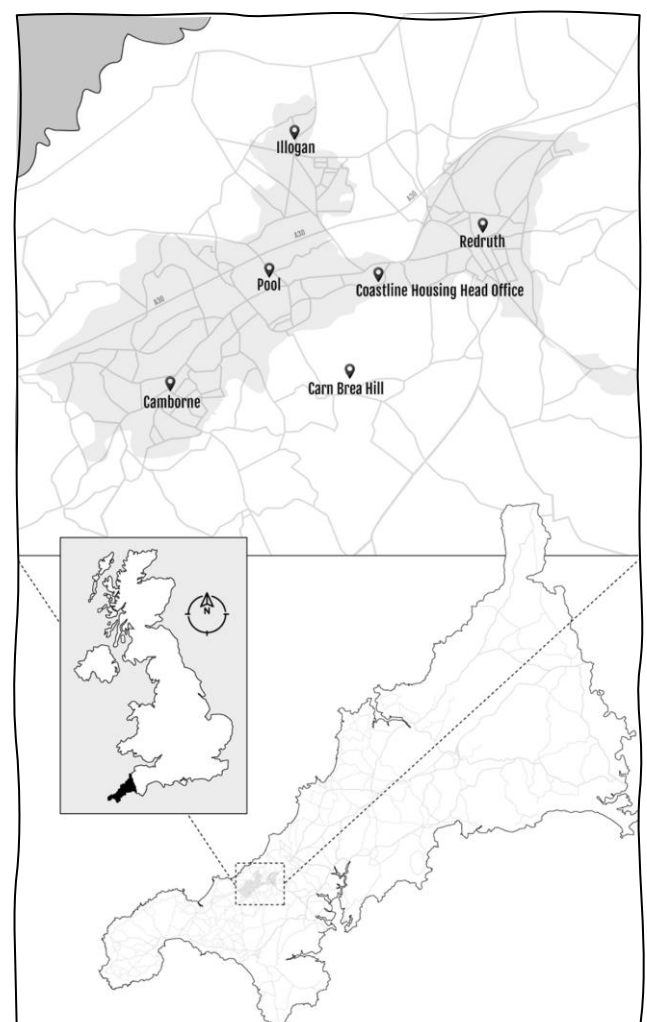 Illogan
A30
Redruth
A30
Pool
Coastline Housing Head Office
A30
Carn Brea Hill
Camborne
N